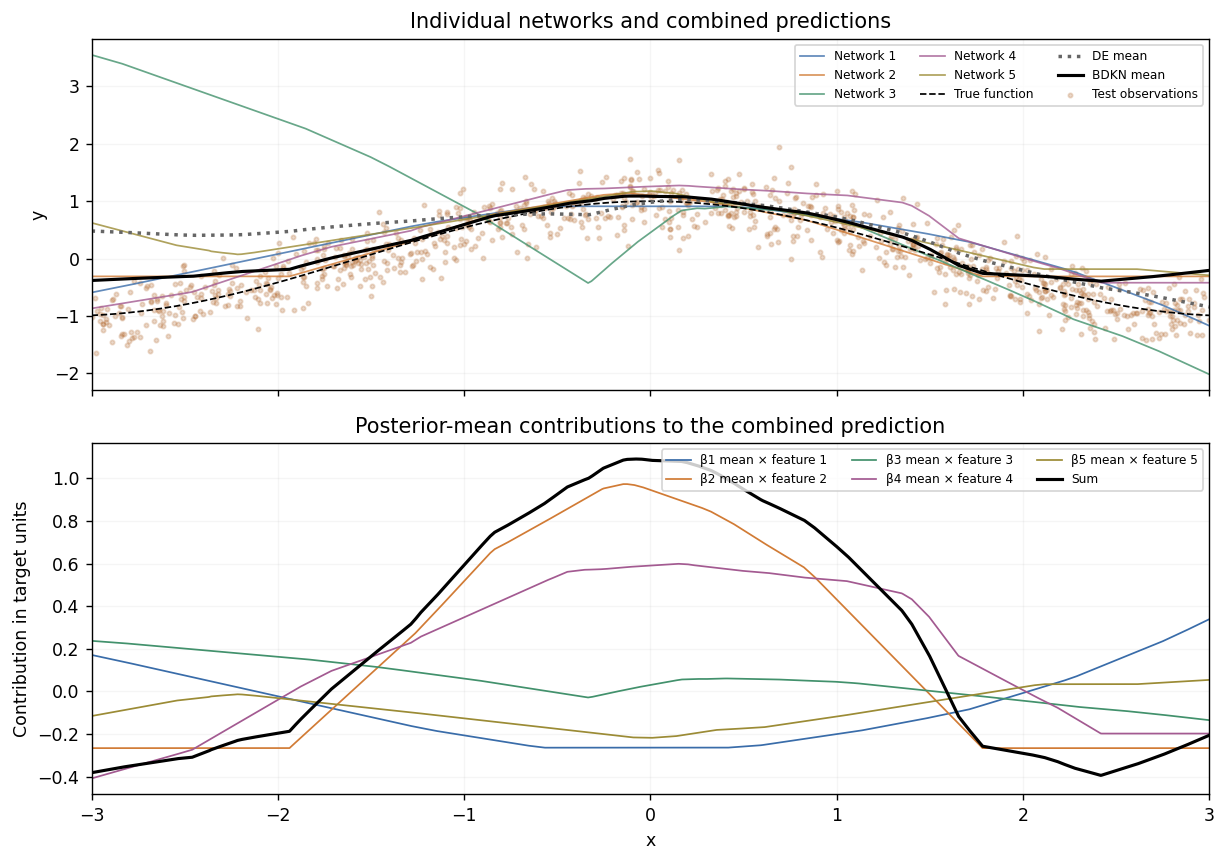 Individual networks and combined predictions
y
3
2
1
0
−1
−2
Network 1
Network 2
Network 3
Network 4
Network 5
True function
DE mean
BDKN mean
Test observations
Posterior-mean contributions to the combined prediction
Contribution in target units
1.0
0.8
0.6
0.4
0.2
0.0
−0.2
−0.4
β1 mean × feature 1
β2 mean × feature 2
β3 mean × feature 3
β4 mean × feature 4
β5 mean × feature 5
Sum
−3
−2
−1
0
1
2
3
x